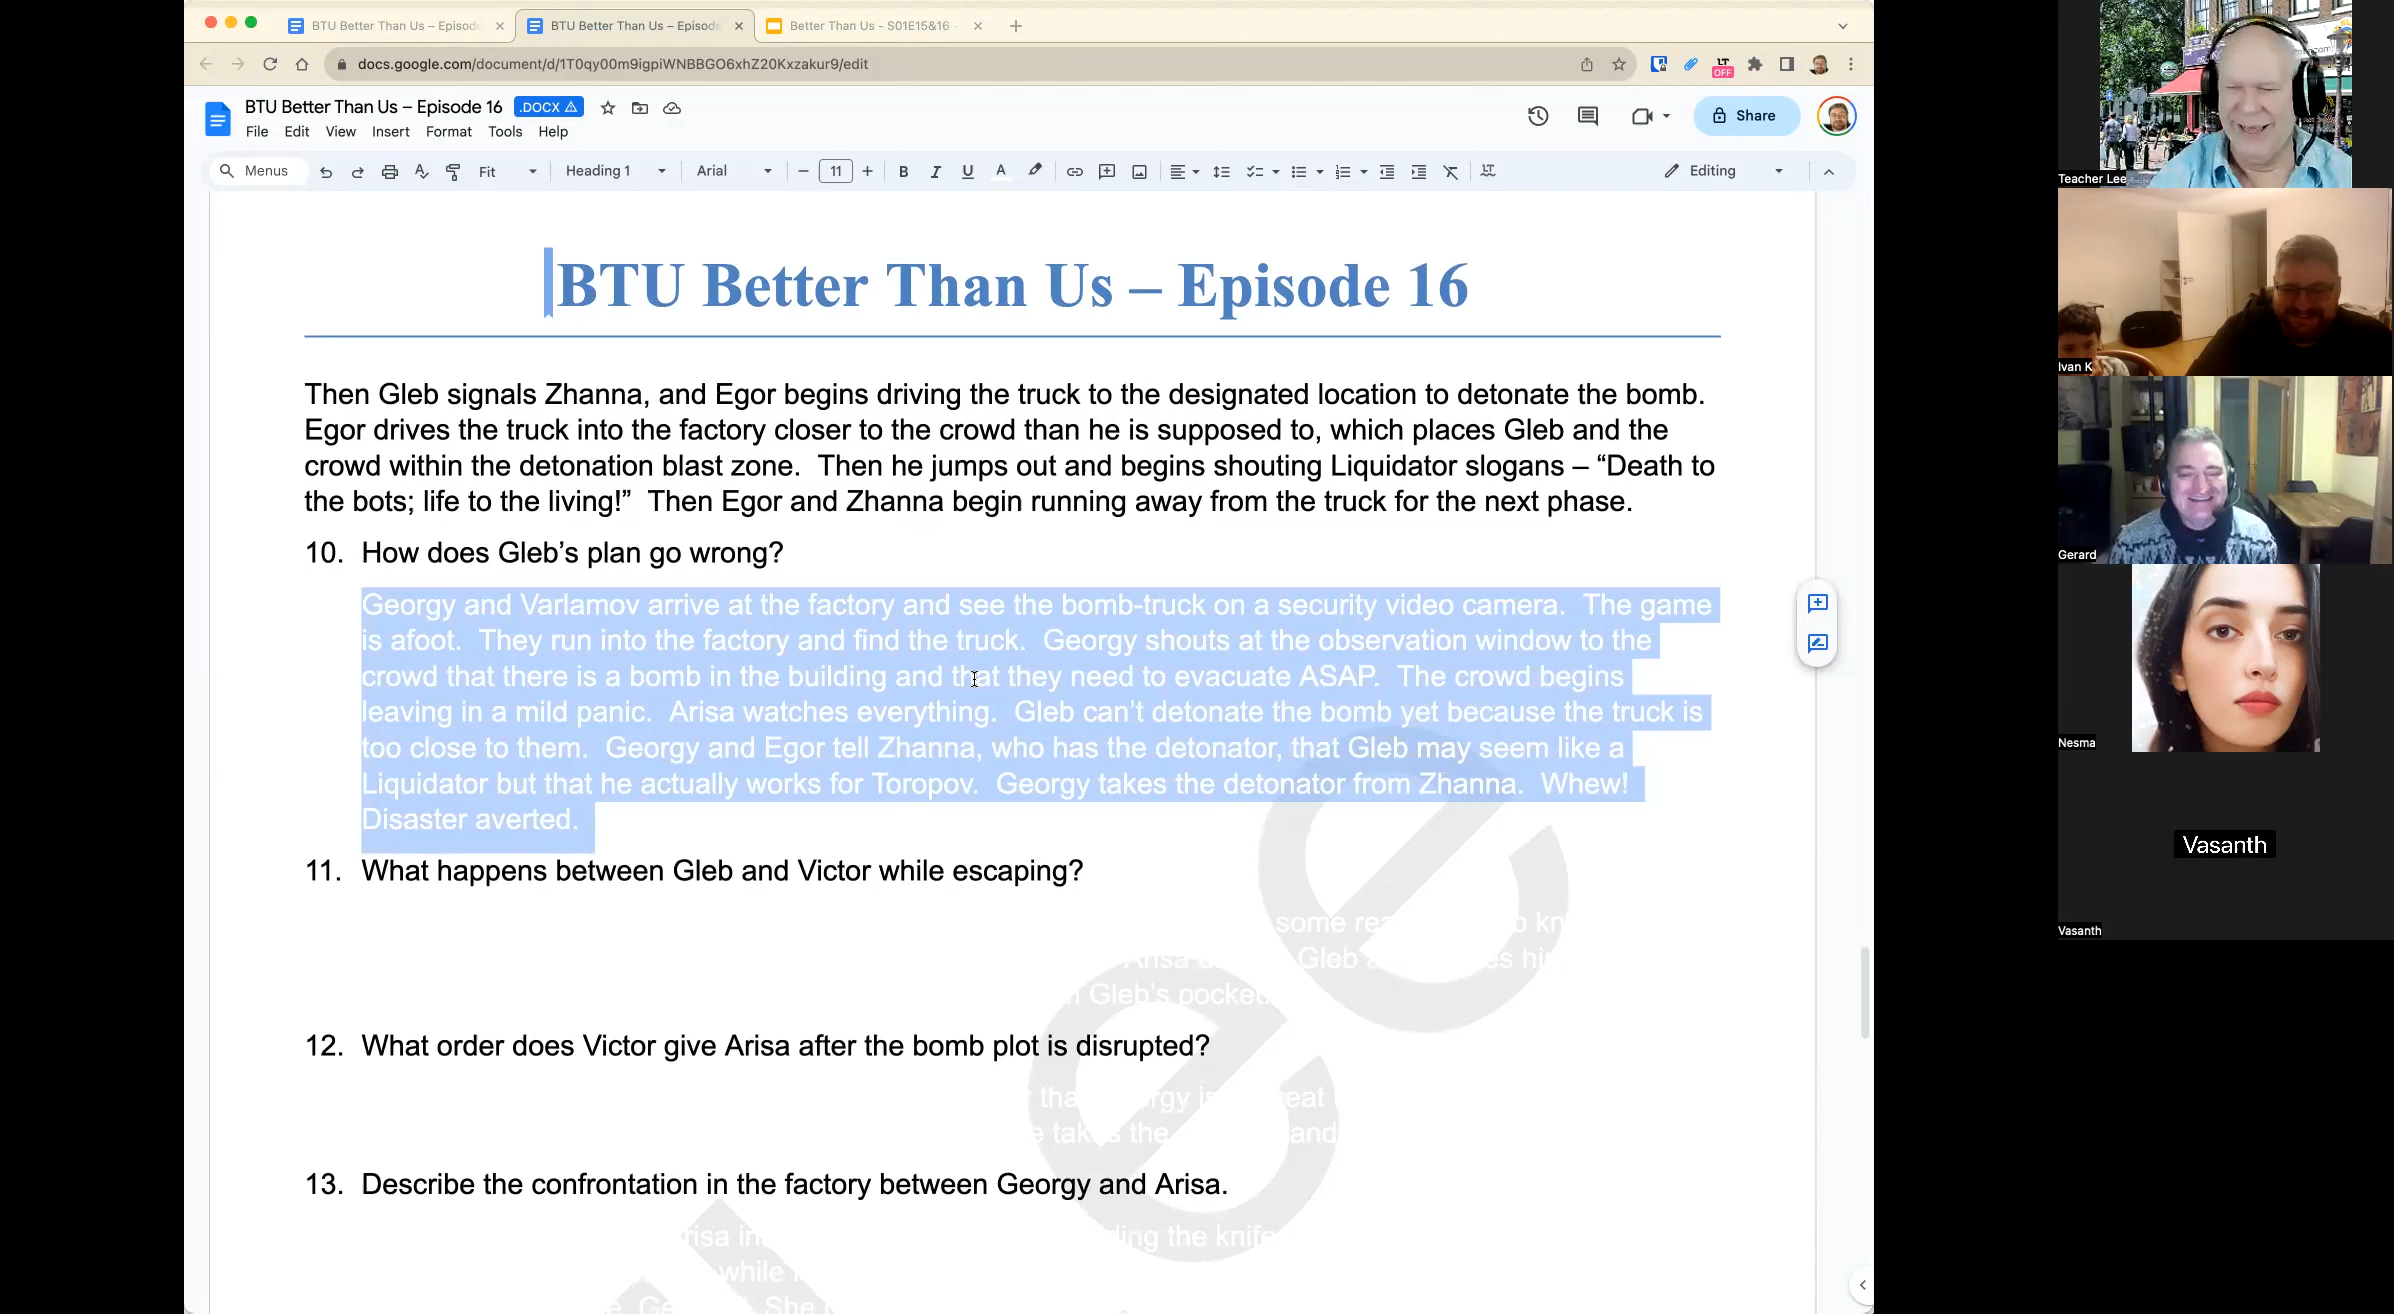 BTU Better Than Us – Episode
BTU Better Than Us – Episode
Better Than Us - S01E15&16 -
docs.google.com/document/d/1T0qy00m9igpiWNBBGO6xhZ20Kxzakur9/edit
LT
OFF
BTU Better Than Us – Episode 16 .DOCX
File Edit View Insert Format Tools Help
Share
Menus Fit Heading 1 Arial 11 B I U A Editing
BTU Better Than Us – Episode 16
Then Gleb signals Zhanna, and Egor begins driving the truck to the designated location to detonate the bomb.
Egor drives the truck into the factory closer to the crowd than he is supposed to, which places Gleb and the
crowd within the detonation blast zone. Then he jumps out and begins shouting Liquidator slogans – “Death to
the bots; life to the living!” Then Egor and Zhanna begin running away from the truck for the next phase.
10. How does Gleb’s plan go wrong?
Georgy and Varlamov arrive at the factory and see the bomb-truck on a security video camera. The game
is afoot. They run into the factory and find the truck. Georgy shouts at the observation window to the
crowd that there is a bomb in the building and that they need to evacuate ASAP. The crowd begins
leaving in a mild panic. Arisa watches everything. Gleb can’t detonate the bomb yet because the truck is
too close to them. Georgy and Egor tell Zhanna, who has the detonator, that Gleb may seem like a
Liquidator but that he actually works for Toropov. Georgy takes the detonator from Zhanna. Whew!
Disaster averted.
11. What happens between Gleb and Victor while escaping?
some
Arisa Gleb
Gleb’s pocket.
12. What order does Victor give Arisa after the bomb plot is disrupted?
the and
13. Describe the confrontation in the factory between Georgy and Arisa.
the knife
while
She
Teacher Lee
Ivan K
Gerard
Nesma
Vasanth
Vasanth